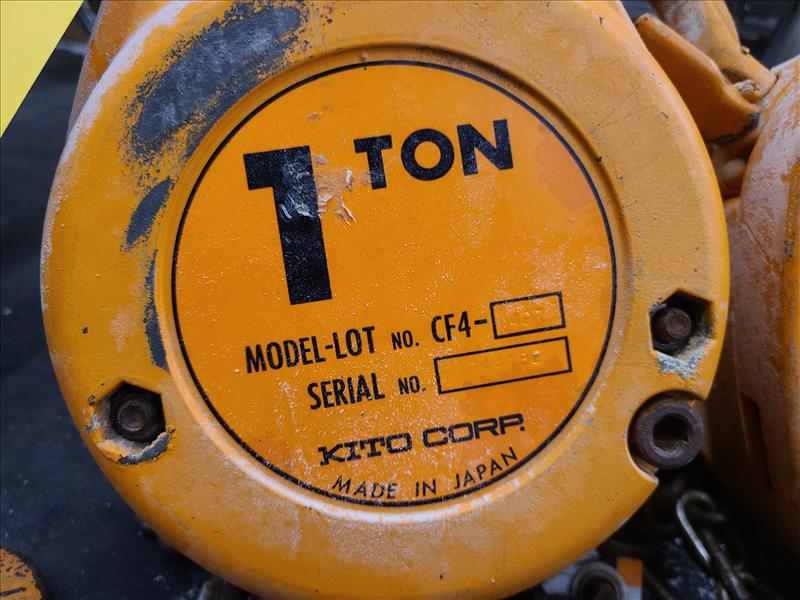 1 TON
MODEL-LOT NO. CF4-
SERIAL NO.
KITO CORP.
MADE IN JAPAN